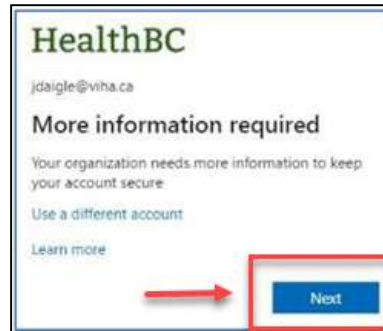 HealthBC
jdaigle@viha.ca
More information required
Your organization needs more information to keep
your account secure
Use a different account
Learn more
Next